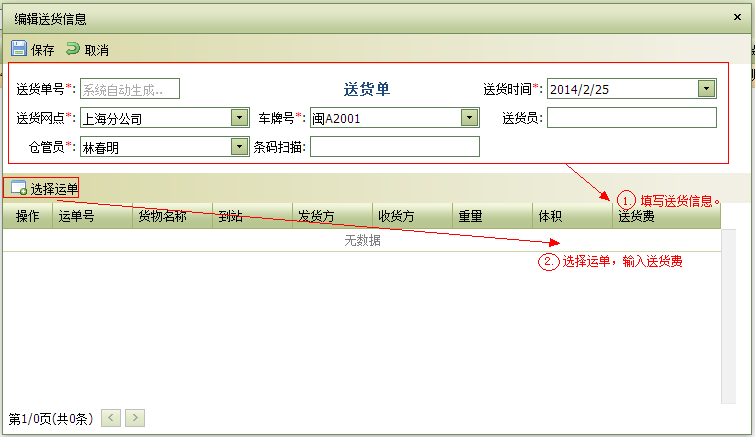 编辑送货信息
保存 取消
送货单号*: 系统自动生成.. 送货单 送货时间*: 2014/2/25
送货网点*: 上海分公司 车牌号*: 闽A2001 送货员:
仓管员*: 林春明 条码扫描:
选择运单
1. 填写送货信息。
操作 运单号 货物名称 到站 发货方 收货方 重量 体积 送货费
无数据
2. 选择运单，输入送货费
第1/0页(共0条)